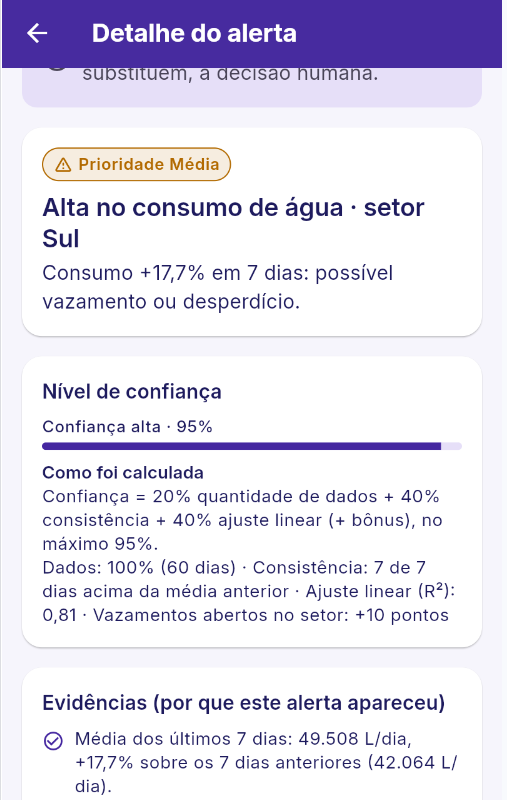 Detalhe do alerta
substituem, a decisão humana.
Prioridade Média
Alta no consumo de água · setor
Sul
Consumo +17,7% em 7 dias: possível
vazamento ou desperdício.
Nível de confiança
Confiança alta · 95%
Como foi calculada
Confiança = 20% quantidade de dados + 40%
consistência + 40% ajuste linear (+ bônus), no
máximo 95%.
Dados: 100% (60 dias) · Consistência: 7 de 7
dias acima da média anterior · Ajuste linear (R²):
0,81 · Vazamentos abertos no setor: +10 pontos
Evidências (por que este alerta apareceu)
Média dos últimos 7 dias: 49.508 L/dia,
+17,7% sobre os 7 dias anteriores (42.064 L/
dia).